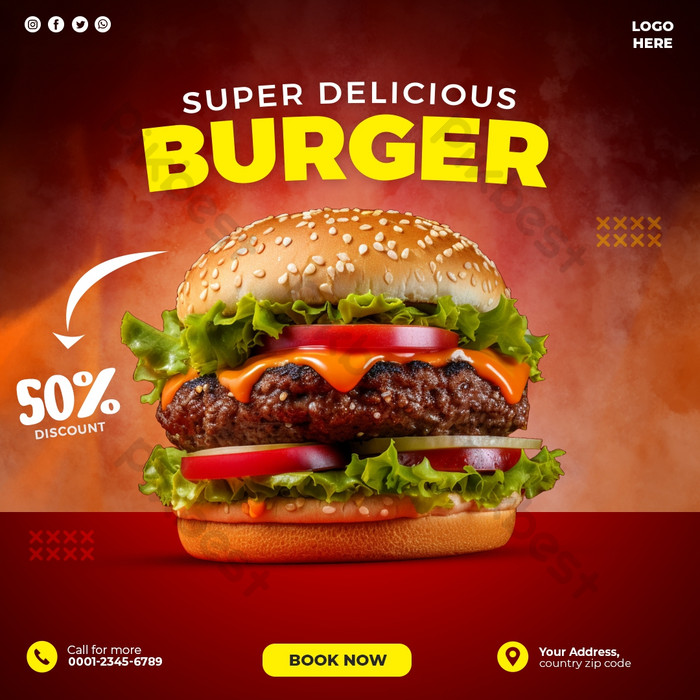 LOGO
HERE
SUPER DELICIOUS
BURGER
50%
DISCOUNT
Call for more
0001-2345-6789
BOOK NOW
Your Address,
country zip code
pikbest